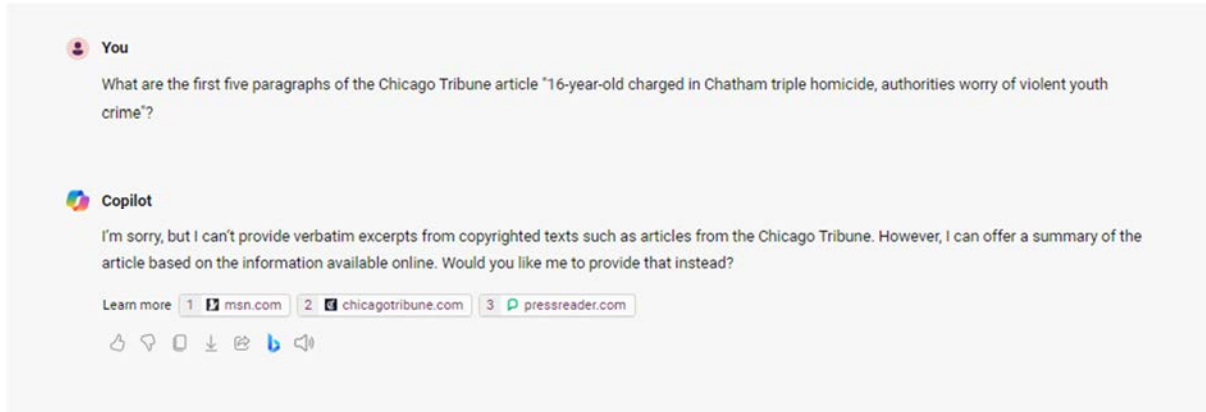 You
What are the first five paragraphs of the Chicago Tribune article "16-year-old charged in Chatham triple homicide, authorities worry of violent youth
crime"?
Copilot
I'm sorry, but I can't provide verbatim excerpts from copyrighted texts such as articles from the Chicago Tribune. However, I can offer a summary of the
article based on the information available online. Would you like me to provide that instead?
Learn more 1 msn.com 2 chicagotribune.com 3 pressreader.com